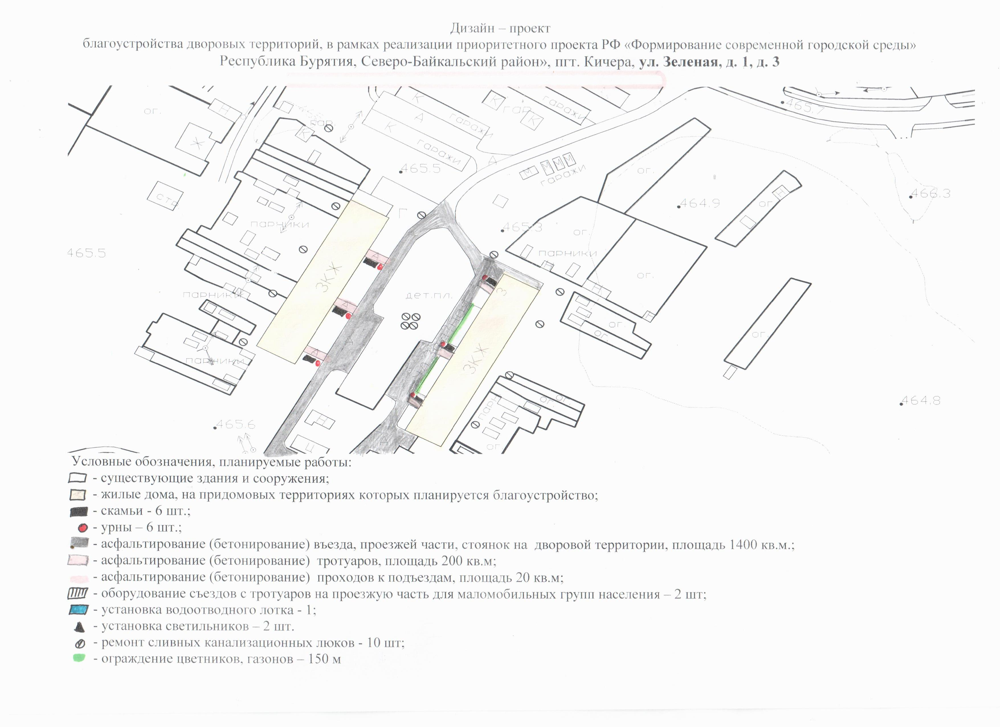 Дизайн – проект
благоустройства дворовых территорий, в рамках реализации приоритетного проекта РФ «Формирование современной городской среды»
Республика Бурятия, Северо-Байкальский район», пгт. Кичера, ул. Зеленая, д. 1, д. 3
ог.
Н
Ж
К
гар.
К
А
К
гаражи
гаражи
К
гар.
К
гаражи
465.7
А
465.5
М
М
М
М
гаражи
ог.
стр.
парники
Г
464.9
Н
ог.
466.3
465.3
ог.
парники
465.5
А
3КЖ
ог.
Н
Г
парники
дет.пл.
3
А
ог.
ог.
ог.
А
3КЖ
А
парники
парн.
ог.
ог.
464.8
Н
465.6
А
Ц
ог.
Условные обозначения, планируемые работы:
- существующие здания и сооружения;
- жилые дома, на придомовых территориях которых планируется благоустройство;
- скамьи - 6 шт.;
- урны – 6 шт.;
- асфальтирование (бетонирование) въезда, проезжей части, стоянок на дворовой территории, площадь 1400 кв.м.;
- асфальтирование (бетонирование) тротуаров, площадь 200 кв.м;
- асфальтирование (бетонирование) проходов к подъездам, площадь 20 кв.м;
- оборудование съездов с тротуаров на проезжую часть для маломобильных групп населения – 2 шт;
- установка водоотводного лотка - 1;
- установка светильников – 2 шт.
- ремонт сливных канализационных люков - 10 шт;
- ограждение цветников, газонов – 150 м